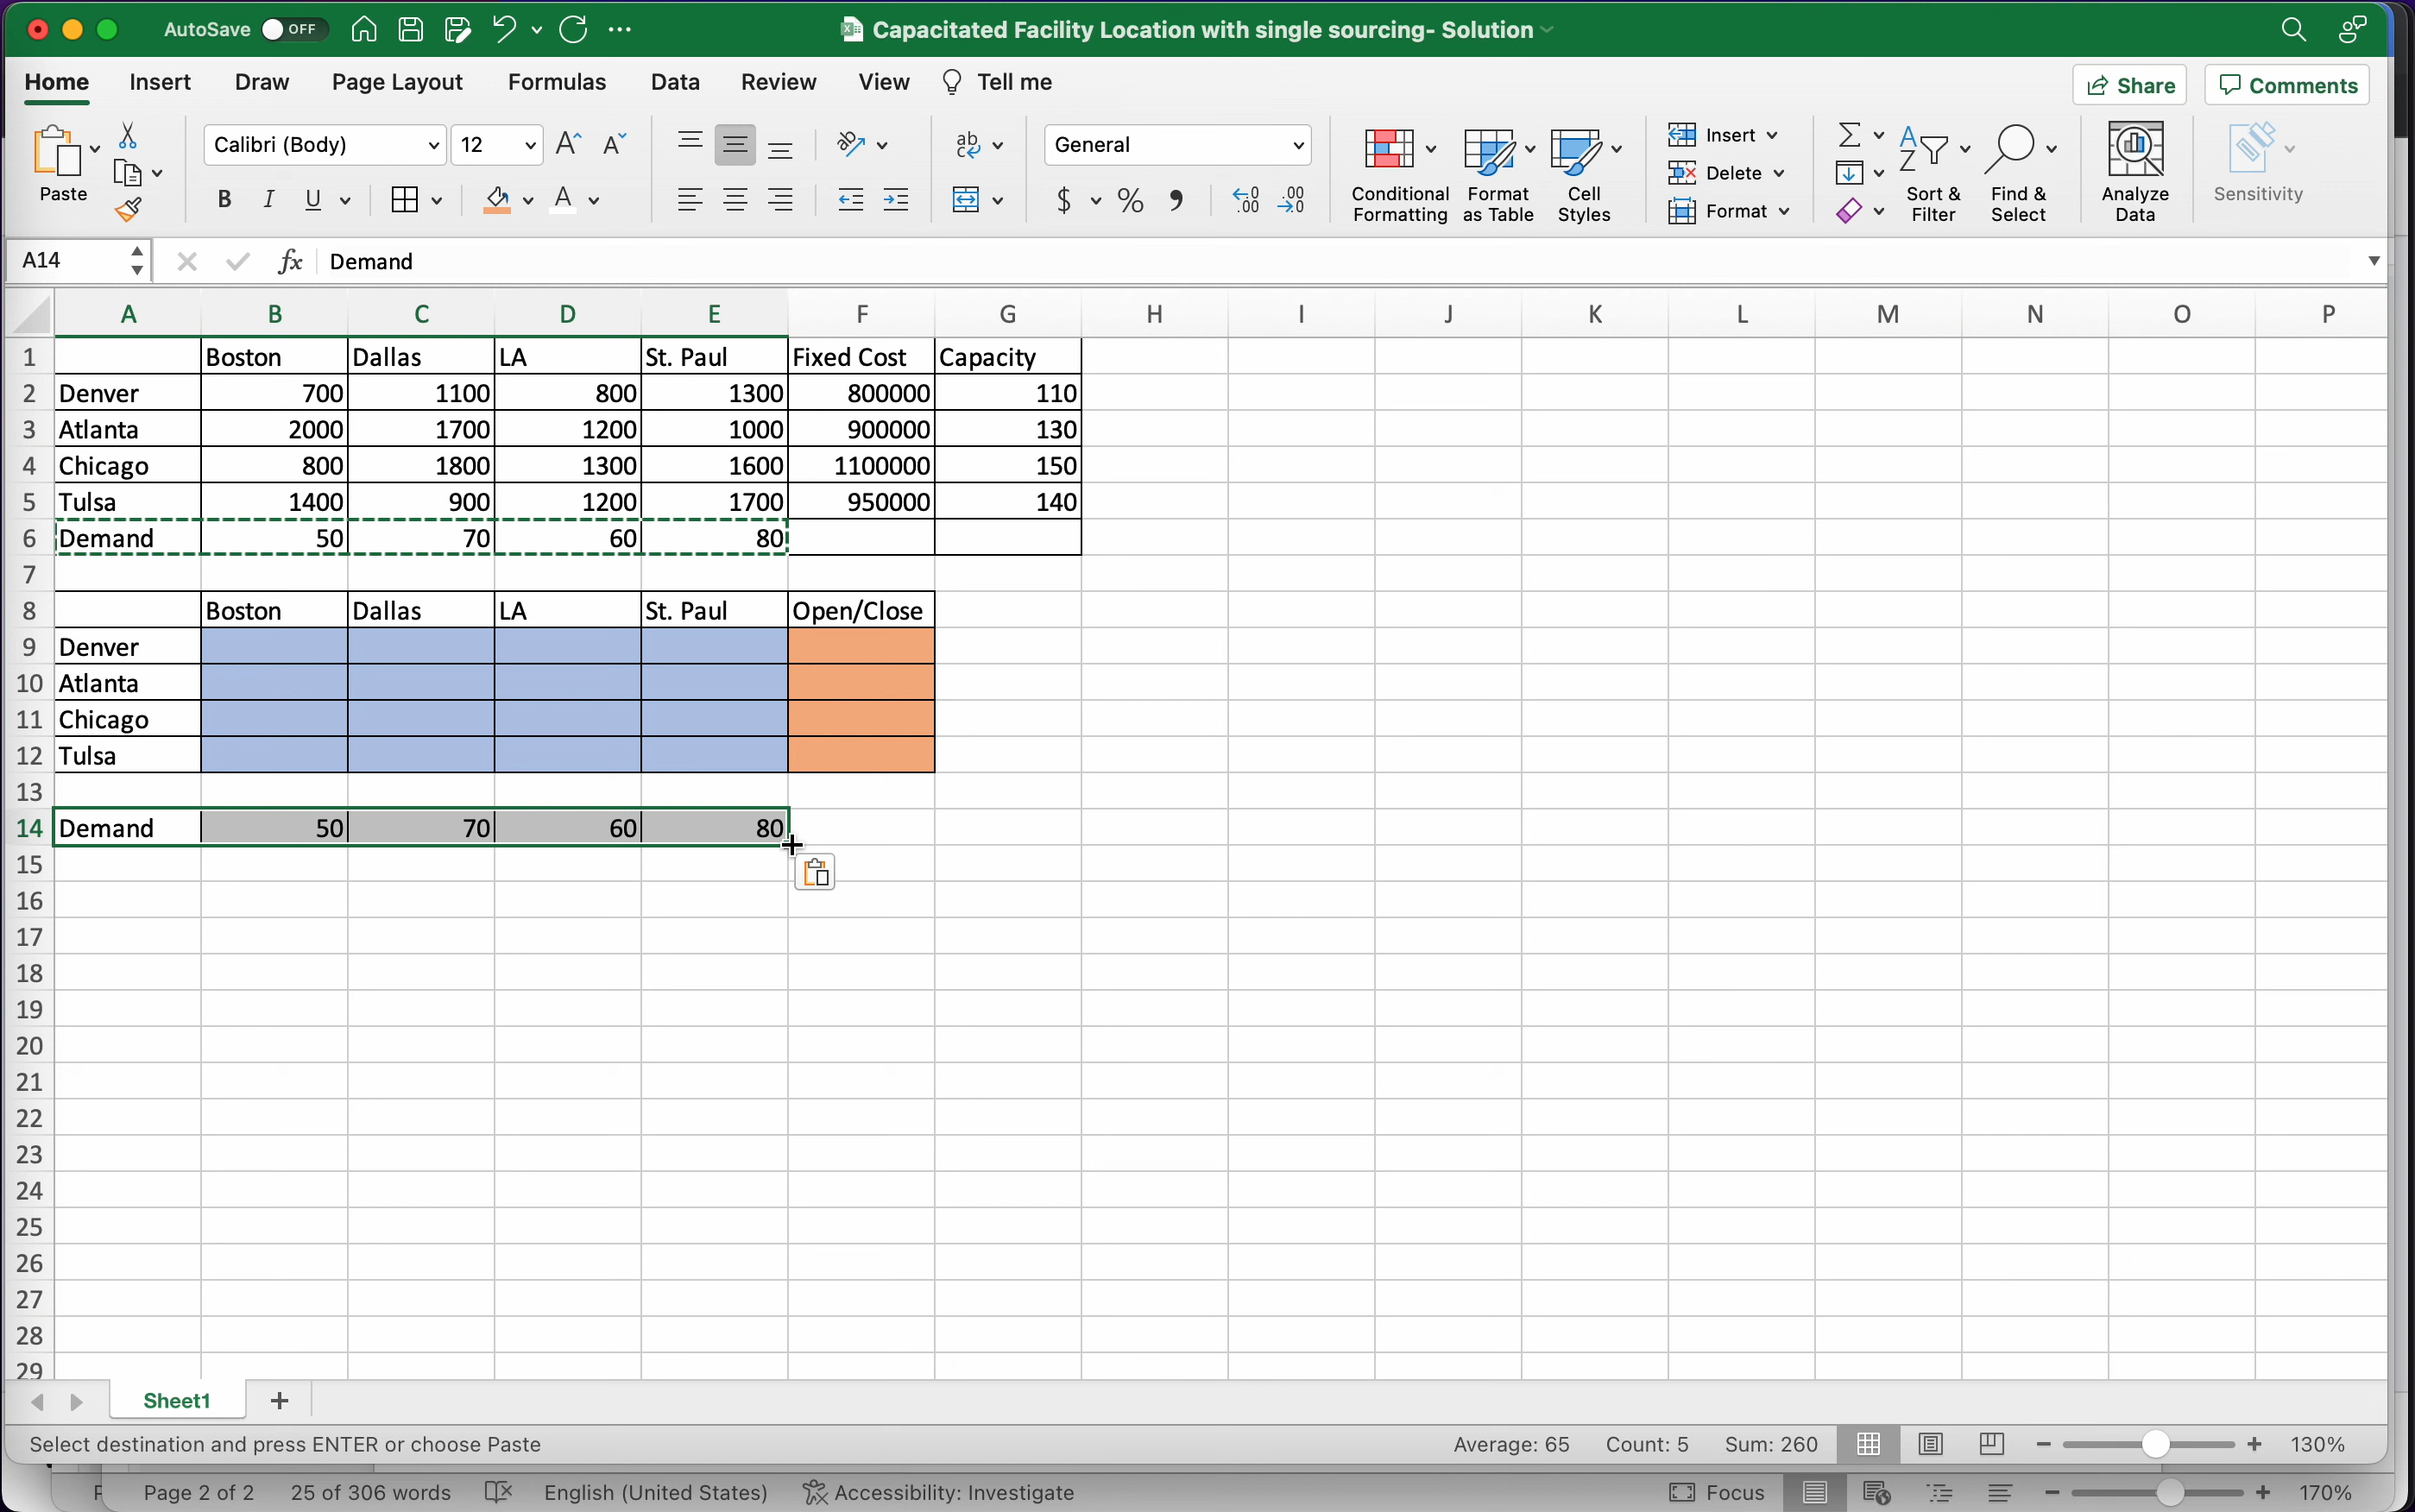 AutoSave OFF Capacitated Facility Location with single sourcing- Solution
Home Insert Draw Page Layout Formulas Data Review View Tell me Share Comments
Paste Calibri (Body) 12 General Conditional Formatting Format as Table Cell Styles Insert Delete Format Sort & Filter Find & Select Analyze Data Sensitivity
A14 fx Demand
A B C D E F G H I J K L M N O P
1 Boston Dallas LA St. Paul Fixed Cost Capacity
2 Denver 700 1100 800 1300 800000 110
3 Atlanta 2000 1700 1200 1000 900000 130
4 Chicago 800 1800 1300 1600 1100000 150
5 Tulsa 1400 900 1200 1700 950000 140
6 Demand 50 70 60 80
7
8 Boston Dallas LA St. Paul Open/Close
9 Denver
10 Atlanta
11 Chicago
12 Tulsa
13
14 Demand 50 70 60 80
15
16
17
18
19
20
21
22
23
24
25
26
27
28
29
Sheet1 +
Select destination and press ENTER or choose Paste Average: 65 Count: 5 Sum: 260 130%
Page 2 of 2 25 of 306 words English (United States) Accessibility: Investigate Focus 170%